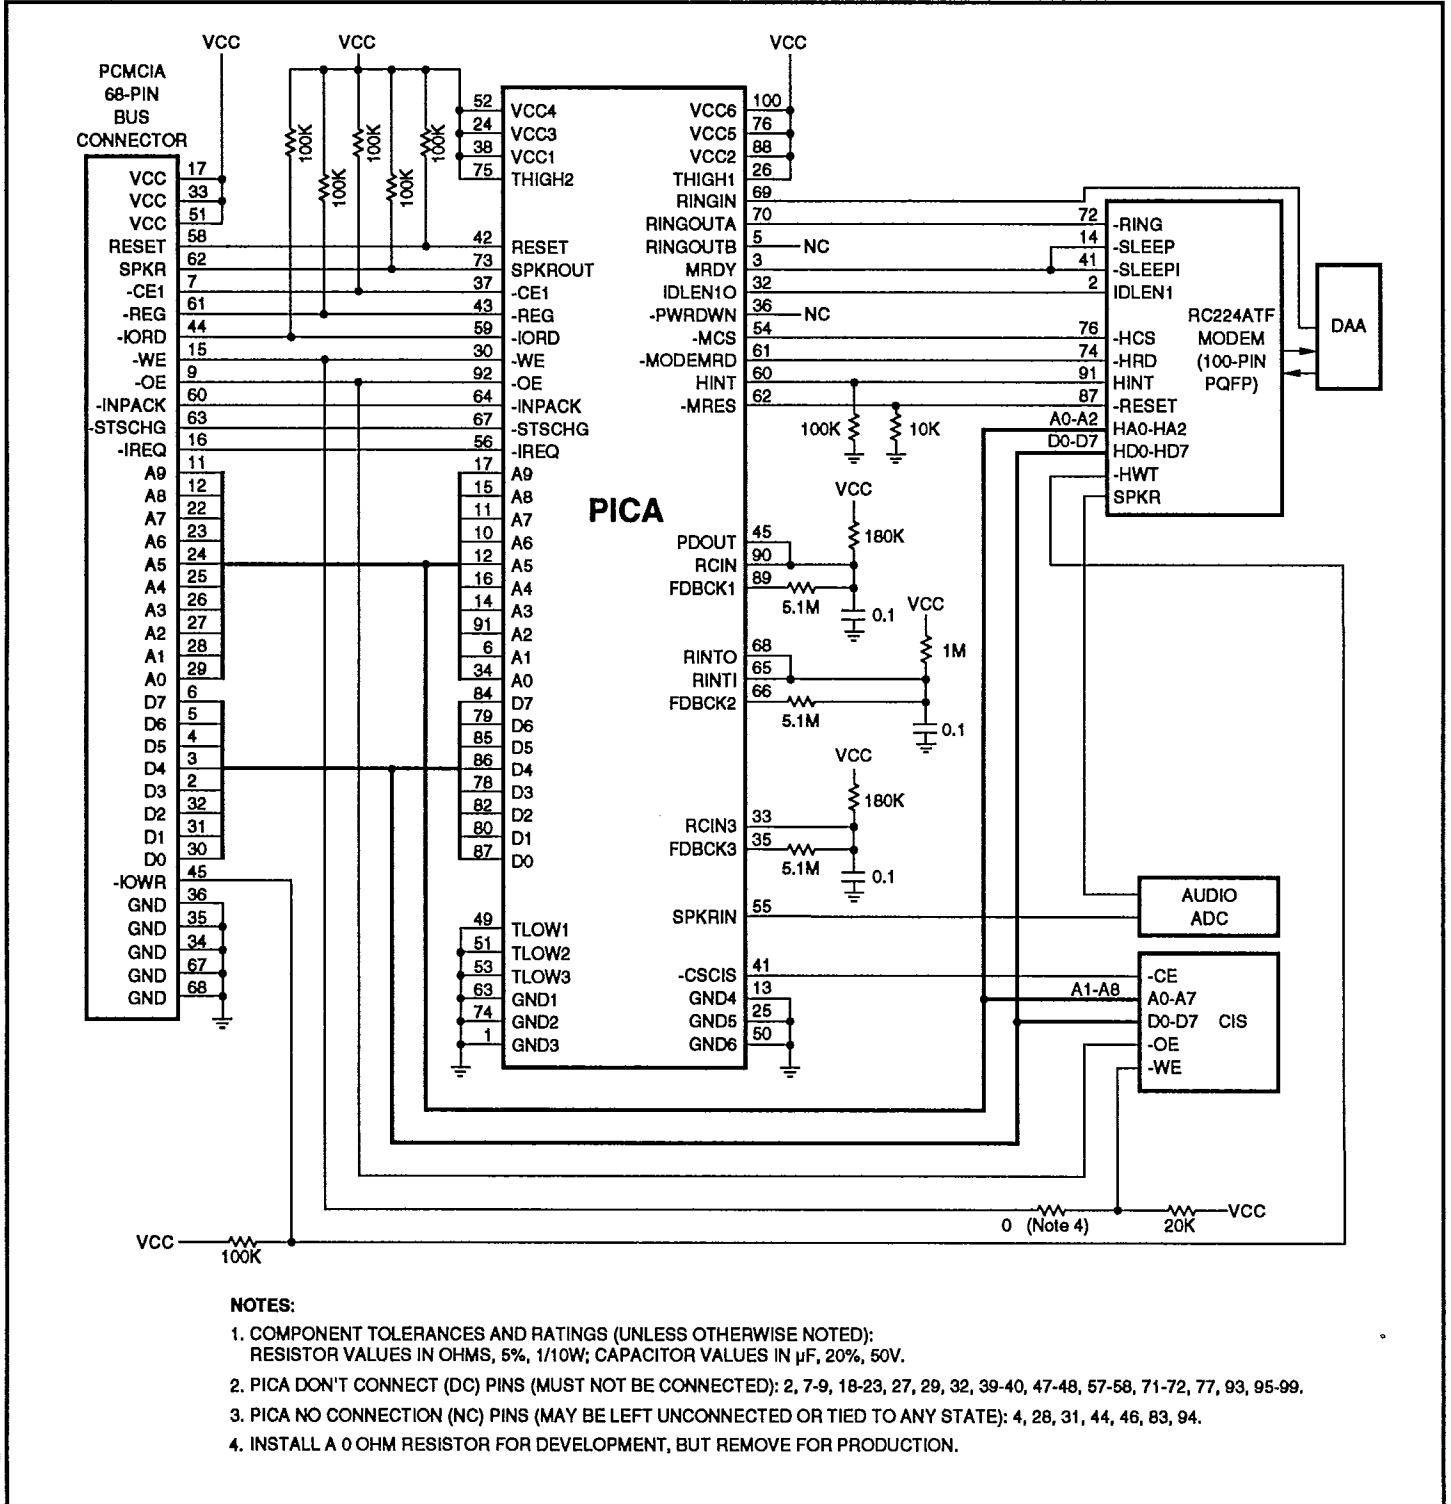 VCC
VCC
VCC
PCMCIA
68-PIN
BUS
CONNECTOR
100K
100K
100K
100K
100K
VCC 17
VCC 33
VCC 51
RESET 58
SPKR 62
-CE1 7
-REG 61
-IORD 44
-WE 15
-OE 9
-INPACK 60
-STSCHG 63
-IREQ 16
A9 11
A8 12
A7 22
A6 23
A5 24
A4 25
A3 26
A2 27
A1 28
A0 29
D7 6
D6 5
D5 4
D4 3
D3 2
D2 32
D1 31
D0 30
-IOWR 45
GND 36
GND 35
GND 34
GND 67
GND 68
52 VCC4
24 VCC3
38 VCC1
75 THIGH2
42 RESET
73 SPKROUT
37 -CE1
43 -REG
59 -IORD
30 -WE
92 -OE
64 -INPACK
67 -STSCHG
56 -IREQ
17 A9
15 A8
11 A7
10 A6
12 A5
16 A4
14 A3
91 A2
6 A1
34 A0
84 D7
79 D6
85 D5
86 D4
78 D3
82 D2
80 D1
87 D0
49 TLOW1
51 TLOW2
53 TLOW3
63 GND1
74 GND2
1 GND3
PICA
VCC6 100
VCC5 76
VCC2 88
THIGH1 26
RINGIN 69
RINGOUTA 70
RINGOUTB 5 NC
MRDY 3
IDLEN1O 32
-PWRDWN 36 NC
-MCS 54
-MODEMRD 61
HINT 60
-MRES 62
100K
10K
VCC
180K
PDOUT 45
RCIN 90
FDBCK1 89
5.1M
0.1
VCC
1M
RINTO 68
RINTI 65
FDBCK2 66
5.1M
0.1
VCC
180K
RCIN3 33
FDBCK3 35
5.1M
0.1
SPKRIN 55
-CSCIS 41
GND4 13
GND5 25
GND6 50
72 -RING
14 -SLEEP
41 -SLEEPI
2 IDLEN1
76 -HCS
74 -HRD
91 HINT
87 -RESET
A0-A2 HA0-HA2
D0-D7 HD0-HD7
-HWT
SPKR
RC224ATF
MODEM
(100-PIN
PQFP)
DAA
AUDIO
ADC
-CE
A1-A8 A0-A7
D0-D7 CIS
-OE
-WE
0 (Note 4)
20K
VCC
VCC
100K
NOTES:
1. COMPONENT TOLERANCES AND RATINGS (UNLESS OTHERWISE NOTED):
RESISTOR VALUES IN OHMS, 5%, 1/10W; CAPACITOR VALUES IN µF, 20%, 50V.
2. PICA DON'T CONNECT (DC) PINS (MUST NOT BE CONNECTED): 2, 7-9, 18-23, 27, 29, 32, 39-40, 47-48, 57-58, 71-72, 77, 93, 95-99.
3. PICA NO CONNECTION (NC) PINS (MAY BE LEFT UNCONNECTED OR TIED TO ANY STATE): 4, 28, 31, 44, 46, 83, 94.
4. INSTALL A 0 OHM RESISTOR FOR DEVELOPMENT, BUT REMOVE FOR PRODUCTION.